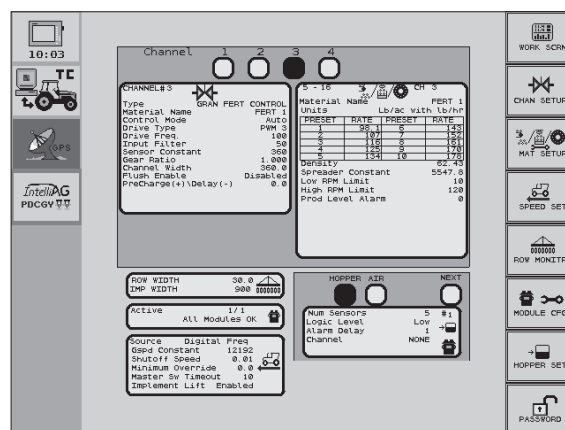 10:03
TC
GPS
IntelliAG
PDCGY
Channel 1 2 3 4
CHANNEL# 3
Type GRAN FERT CONTROL
Material Name FERT 1
Control Mode Auto
Drive Type PWM 3
Drive Freq. 100
Input Filter 50
Sensor Constant 360
Gear Ratio 1.000
Channel Width 360.0
Flush Enable Disabled
PreCharge(+)\Delay(-) 0.0
5 - 16 CH 3
Material Name FERT 1
Units Lb/ac with lb/hr
PRESET RATE PRESET RATE
1 98.1 6 143
2 107 7 152
3 116 8 161
4 125 9 170
5 134 10 178
Density 62.43
Spreader Constant 5547.8
Low RPM Limit 10
High RPM Limit 120
Prod Level Alarm 0
ROW WIDTH 30.0
IMP WIDTH 900
Active 1/1
All Modules OK
Source Digital Freq
Gspd Constant 12192
Shutoff Speed 0.01
Minimum Override 0.0
Master Sw Timeout 10
Implement Lift Enabled
HOPPER AIR NEXT
Num Sensors 5 #1
Logic Level Low
Alarm Delay 1
Channel NONE
WORK SCRN
CHAN SETUP
MAT SETUP
SPEED SET
ROW MONITR
MODULE CFG
HOPPER SET
PASSWORD